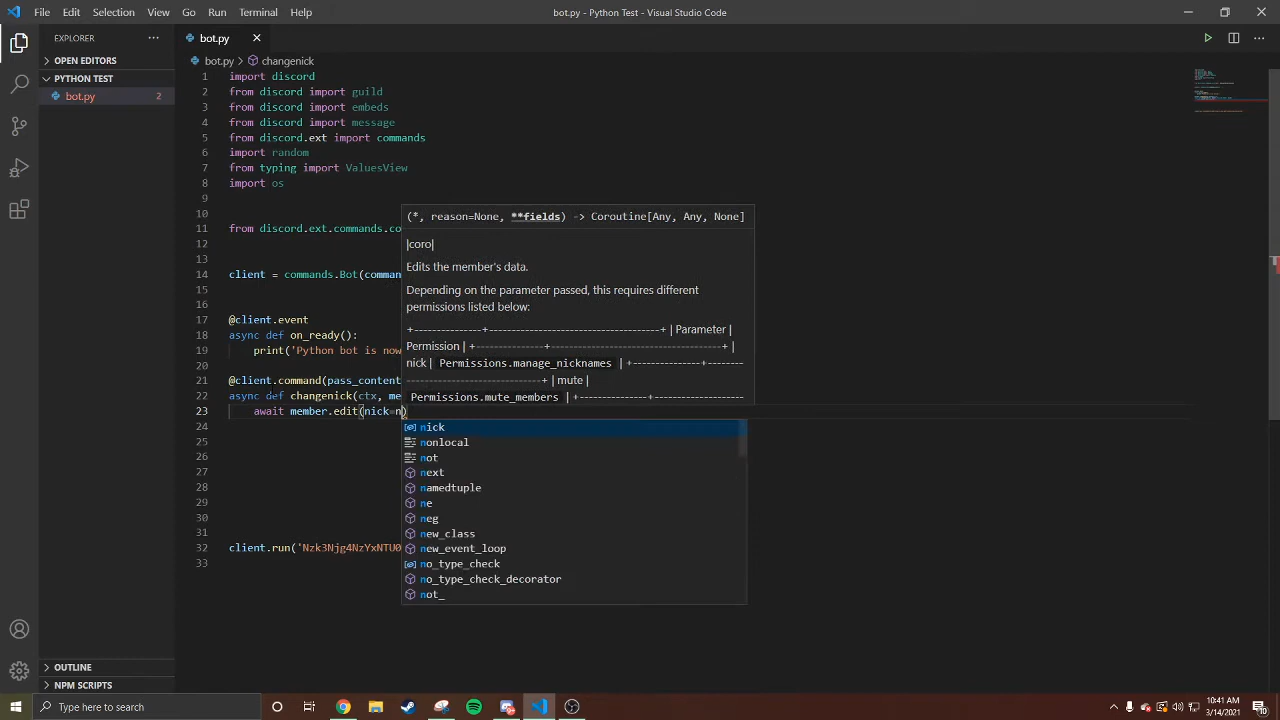 File Edit Selection View Go Run Terminal Help
bot.py - Python Test - Visual Studio Code
EXPLORER
OPEN EDITORS
PYTHON TEST
bot.py 2
OUTLINE
NPM SCRIPTS
bot.py
bot.py > changenick
1 import discord
2 from discord import guild
3 from discord import embeds
4 from discord import message
5 from discord.ext import commands
6 import random
7 from typing import ValuesView
8 import os
9
10
11 from discord.ext.commands.co
12
13
14 client = commands.Bot(comman
15
16
17 @client.event
18 async def on_ready():
19 print('Python bot is now
20
21 @client.command(pass_content
22 async def changenick(ctx, me
23 await member.edit(nick=n)
24
25
26
27
28
29
30
31
32 client.run('Nzk3Njg4NzYxNTU0
33
(*, reason=None, **fields) -> Coroutine[Any, Any, None]
|coro|
Edits the member's data.
Depending on the parameter passed, this requires different
permissions listed below:
+---------------+--------------------------------------+ | Parameter |
Permission | +---------------+--------------------------------------+ |
nick | Permissions.manage_nicknames | +---------------+--------
------------------------------+ | mute |
Permissions.mute_members | +---------------+---------------------
nick
nonlocal
not
next
namedtuple
ne
neg
new_class
new_event_loop
no_type_check
no_type_check_decorator
not_
Type here to search
10:41 AM
3/14/2021